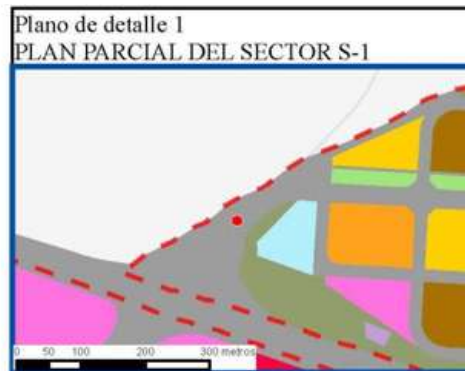 Plano de detalle 1
PLAN PARCIAL DEL SECTOR S-1
0 50 100 200 300 metros